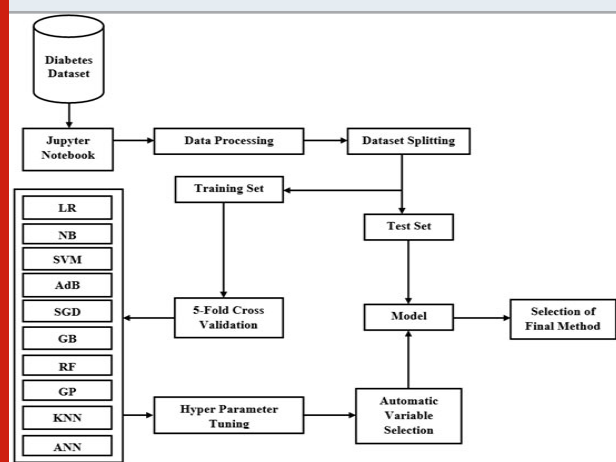 Diabetes
Dataset
Jupyter
Notebook
Data Processing
Dataset Splitting
Training Set
Test Set
LR
NB
SVM
AdB
SGD
GB
RF
GP
KNN
ANN
5-Fold Cross
Validation
Model
Selection of
Final Method
Hyper Parameter
Tuning
Automatic
Variable
Selection